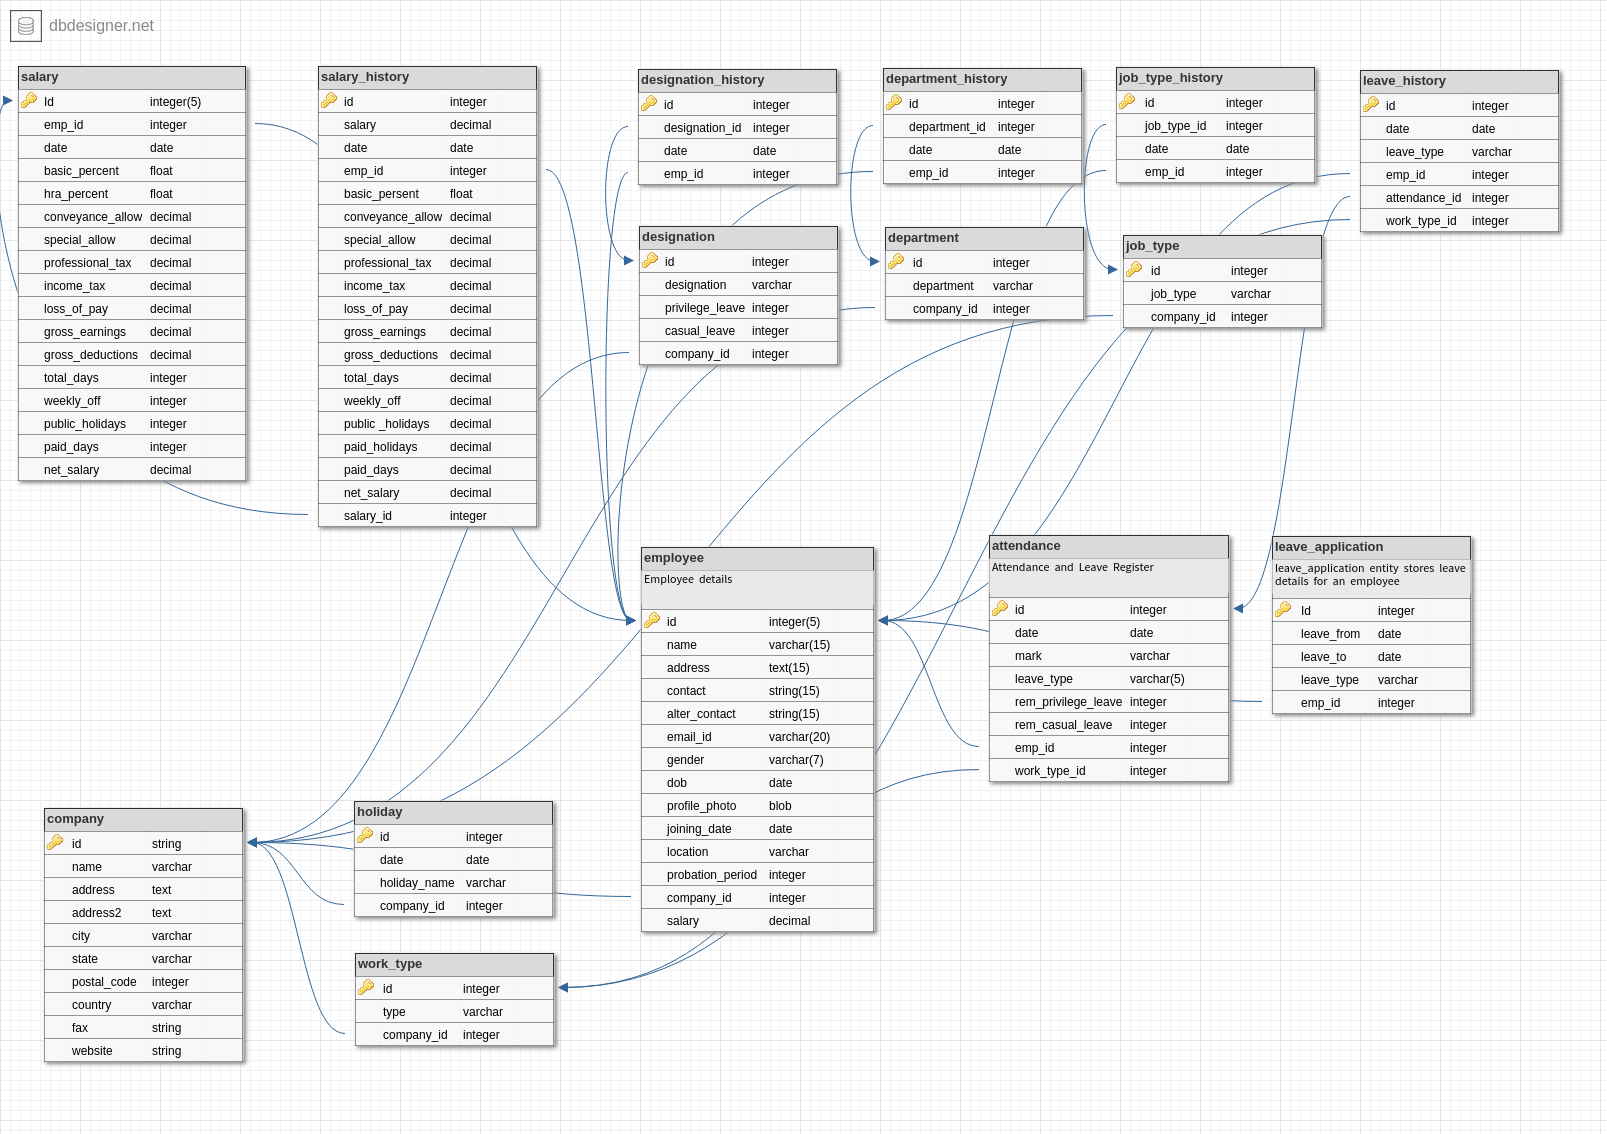 dbdesigner.net
salary
Id integer(5)
emp_id integer
date date
basic_percent float
hra_percent float
conveyance_allow decimal
special_allow decimal
professional_tax decimal
income_tax decimal
loss_of_pay decimal
gross_earnings decimal
gross_deductions decimal
total_days integer
weekly_off integer
public_holidays integer
paid_days integer
net_salary decimal
salary_history
id integer
salary decimal
date date
emp_id integer
basic_persent float
conveyance_allow decimal
special_allow decimal
professional_tax decimal
income_tax decimal
loss_of_pay decimal
gross_earnings decimal
gross_deductions decimal
total_days decimal
weekly_off decimal
public _holidays decimal
paid_holidays decimal
paid_days decimal
net_salary decimal
salary_id integer
designation_history
id integer
designation_id integer
date date
emp_id integer
department_history
id integer
department_id integer
date date
emp_id integer
job_type_history
id integer
job_type_id integer
date date
emp_id integer
leave_history
id integer
date date
leave_type varchar
emp_id integer
attendance_id integer
work_type_id integer
designation
id integer
designation varchar
privilege_leave integer
casual_leave integer
company_id integer
department
id integer
department varchar
company_id integer
job_type
id integer
job_type varchar
company_id integer
employee
Employee details
id integer(5)
name varchar(15)
address text(15)
contact string(15)
alter_contact string(15)
email_id varchar(20)
gender varchar(7)
dob date
profile_photo blob
joining_date date
location varchar
probation_period integer
company_id integer
salary decimal
attendance
Attendance and Leave Register
id integer
date date
mark varchar
leave_type varchar(5)
rem_privilege_leave integer
rem_casual_leave integer
emp_id integer
work_type_id integer
leave_application
leave_application entity stores leave
details for an employee
Id integer
leave_from date
leave_to date
leave_type varchar
emp_id integer
company
id string
name varchar
address text
address2 text
city varchar
state varchar
postal_code integer
country varchar
fax string
website string
holiday
id integer
date date
holiday_name varchar
company_id integer
work_type
id integer
type varchar
company_id integer